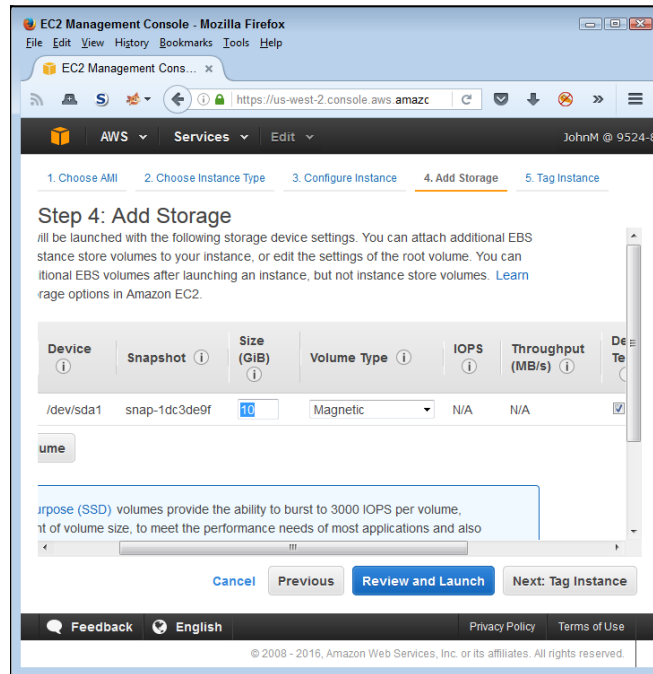 EC2 Management Console - Mozilla Firefox
File Edit View History Bookmarks Tools Help
EC2 Management Cons... ×
S) https://us-west-2.console.aws.amazc »
AWS Services Edit JohnM @ 9524-8
1. Choose AMI 2. Choose Instance Type 3. Configure Instance 4. Add Storage 5. Tag Instance
Step 4: Add Storage
will be launched with the following storage device settings. You can attach additional EBS
stance store volumes to your instance, or edit the settings of the root volume. You can
itional EBS volumes after launching an instance, but not instance store volumes. Learn
rage options in Amazon EC2.
Device Snapshot Size (GiB) Volume Type IOPS Throughput (MB/s) De Te
/dev/sda1 snap-1dc3de9f 10 Magnetic N/A N/A
ume
urpose (SSD) volumes provide the ability to burst to 3000 IOPS per volume,
nt of volume size, to meet the performance needs of most applications and also
Cancel Previous Review and Launch Next: Tag Instance
Feedback English Privacy Policy Terms of Use
© 2008 - 2016, Amazon Web Services, Inc. or its affiliates. All rights reserved.